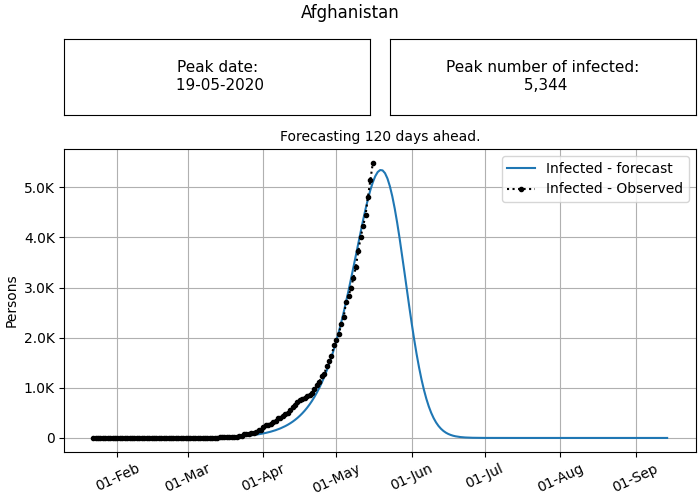 Afghanistan
Peak date:
19-05-2020
Peak number of infected:
5,344
Forecasting 120 days ahead.
Infected - forecast
Infected - Observed
Persons
5.0K
4.0K
3.0K
2.0K
1.0K
0
01-Feb
01-Mar
01-Apr
01-May
01-Jun
01-Jul
01-Aug
01-Sep